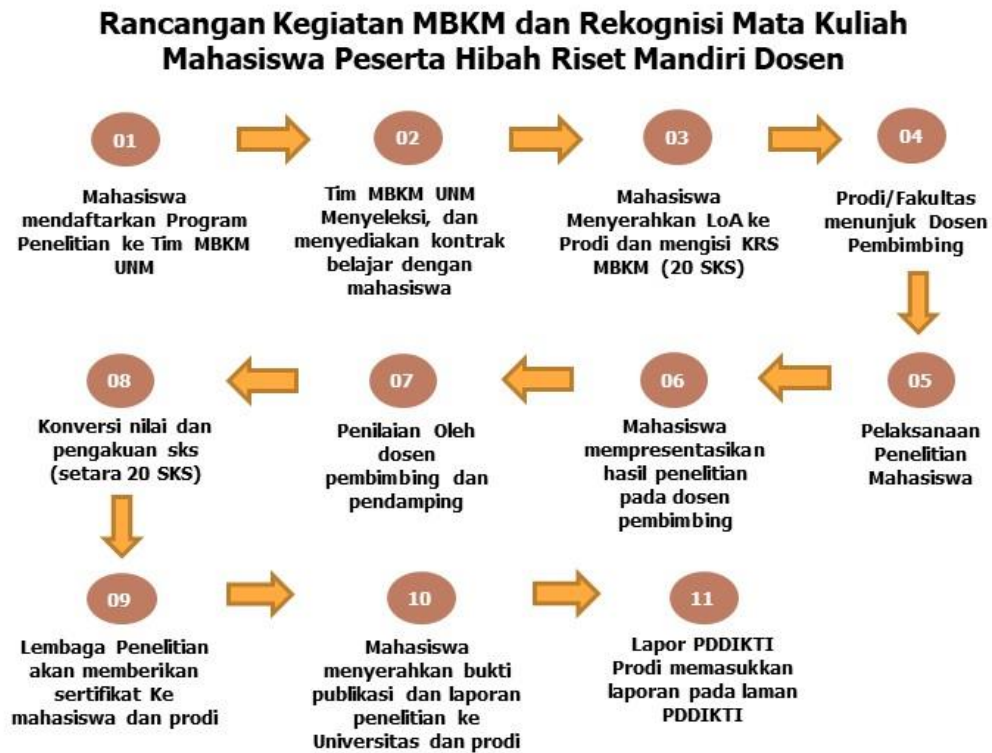 Rancangan Kegiatan MBKM dan Rekognisi Mata Kuliah
Mahasiswa Peserta Hibah Riset Mandiri Dosen
01
Mahasiswa
mendaftarkan Program
Penelitian ke Tim MBKM
UNM
02
Tim MBKM UNM
Menyeleksi, dan
menyediakan kontrak
belajar dengan
mahasiswa
03
Mahasiswa
Menyerahkan LoA ke
Prodi dan mengisi KRS
MBKM (20 SKS)
04
Prodi/Fakultas
menunjuk Dosen
Pembimbing
05
Pelaksanaan
Penelitian
Mahasiswa
06
Mahasiswa
mempresentasikan
hasil penelitian
pada dosen
pembimbing
07
Penilaian Oleh
dosen
pembimbing dan
pendamping
08
Konversi nilai dan
pengakuan sks
(setara 20 SKS)
09
Lembaga Penelitian
akan memberikan
sertifikat Ke
mahasiswa dan prodi
10
Mahasiswa
menyerahkan bukti
publikasi dan laporan
penelitian ke
Universitas dan prodi
11
Lapor PDDIKTI
Prodi memasukkan
laporan pada laman
PDDIKTI